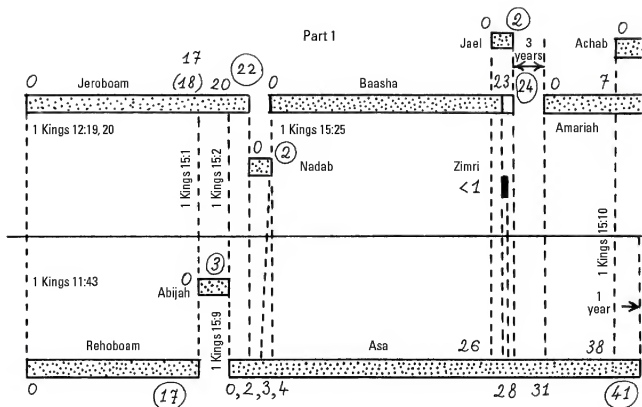 Part 1
0 2 3 0
Jael years Achab
17
0 Jeroboam (18) 20 22 0 Baasha 23 24 0 7
1 Kings 12:19, 20
1 Kings 15:1
1 Kings 15:2
1 Kings 15:25
Amariah
0 2 Nadab
Zimri
<1
1 Kings 15:10
1 Kings 11:43
0 3
Abijah
1 Kings 15:9
1
year
Rehoboam Asa 26 38
0 17 0, 2, 3, 4 28 31 41